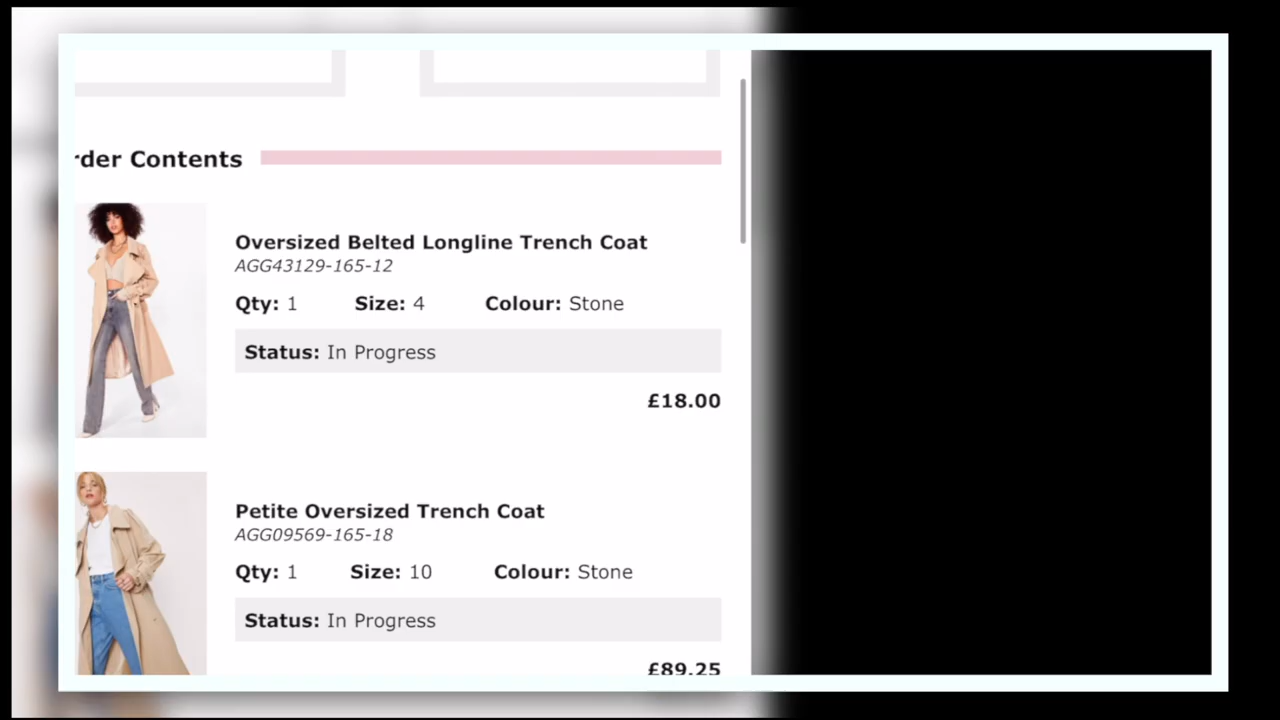 rder Contents
Oversized Belted Longline Trench Coat
AGG43129-165-12
Qty: 1 Size: 4 Colour: Stone
Status: In Progress
£18.00
Petite Oversized Trench Coat
AGG09569-165-18
Qty: 1 Size: 10 Colour: Stone
Status: In Progress
£89.25